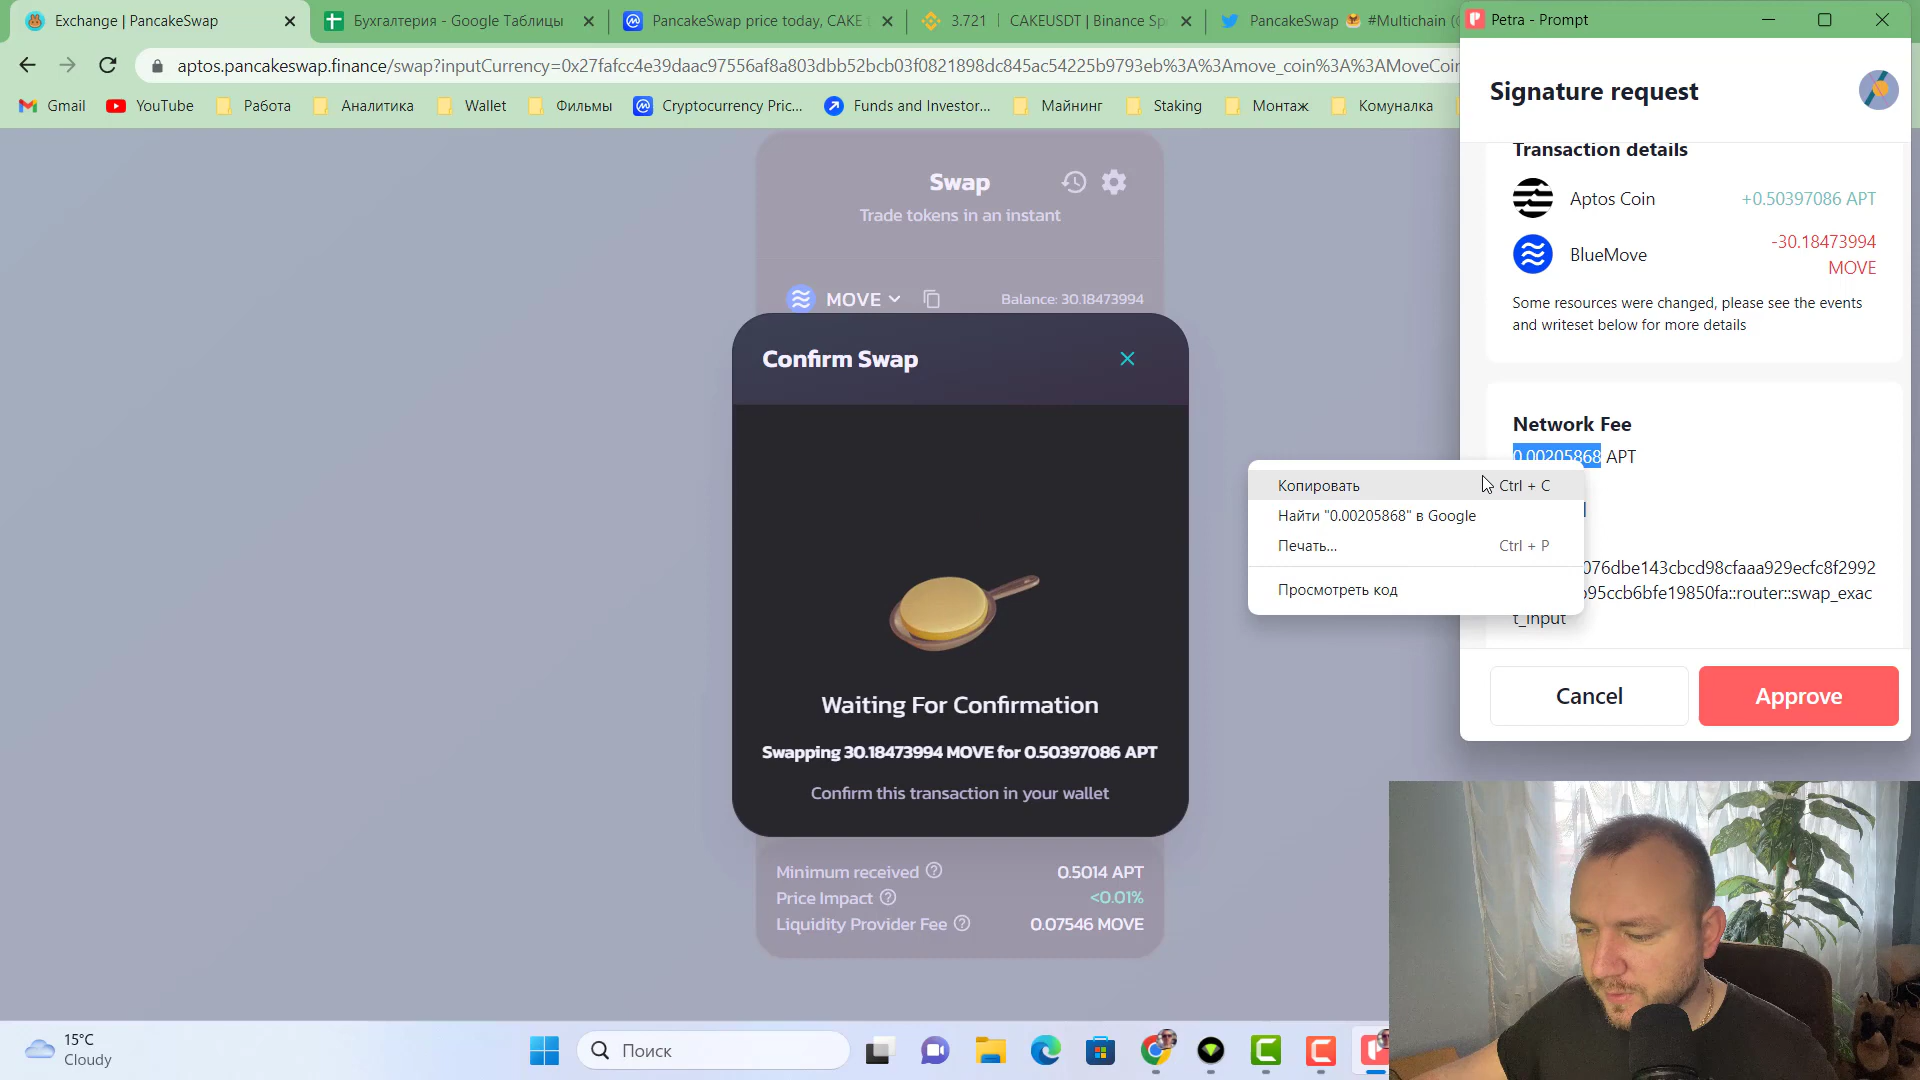 Exchange | PancakeSwap
Бухгалтерия - Google Таблицы
PancakeSwap price today, CAKE
3.721 | CAKEUSDT | Binance Sp
PancakeSwap 🥞 #Multichain (
aptos.pancakeswap.finance/swap?inputCurrency=0x27fafcc4e39daac97556af8a803dbb52bcb03f0821898dc845ac54225b9793eb%3A%3Amove_coin%3A%3AMoveCoin
Gmail
YouTube
Работа
Аналитика
Wallet
Фильмы
Cryptocurrency Pric...
Funds and Investor...
Майнинг
Staking
Монтаж
Комуналка
Swap
Trade tokens in an instant
MOVE
Balance: 30.18473994
Confirm Swap
Waiting For Confirmation
Swapping 30.18473994 MOVE for 0.50397086 APT
Confirm this transaction in your wallet
Minimum received
0.5014 APT
Price Impact
<0.01%
Liquidity Provider Fee
0.07546 MOVE
Petra - Prompt
Signature request
Transaction details
Aptos Coin
+0.50397086 APT
BlueMove
-30.18473994
MOVE
Some resources were changed, please see the events
and writeset below for more details
Network Fee
0.00205868 APT
Копировать
Ctrl + C
Найти "0.00205868" в Google
Печать...
Ctrl + P
Просмотреть код
076dbe143cbcd98cfaaa929ecfc8f2992
95ccb6bfe19850fa::router::swap_exac
t_input
Cancel
Approve
15°C
Cloudy
Поиск